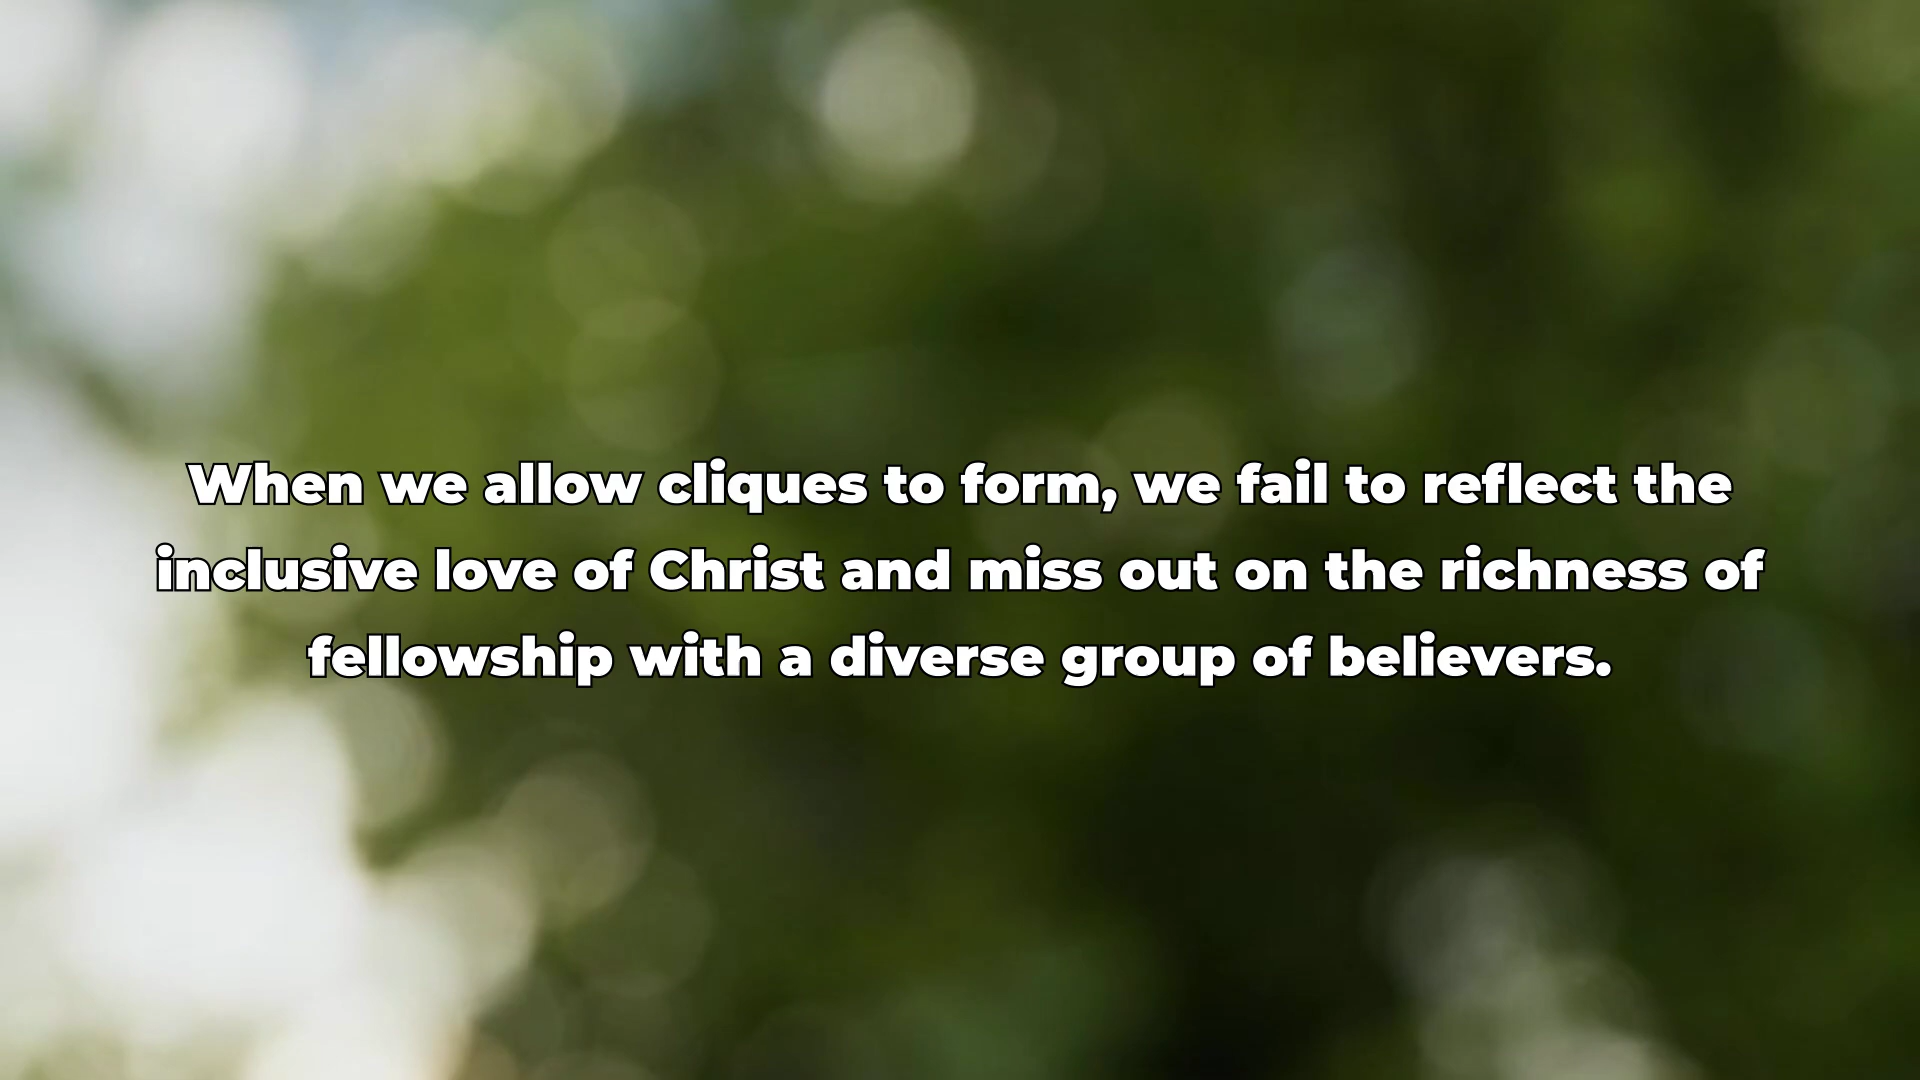 When we allow cliques to form, we fail to reflect the
inclusive love of Christ and miss out on the richness of
fellowship with a diverse group of believers.